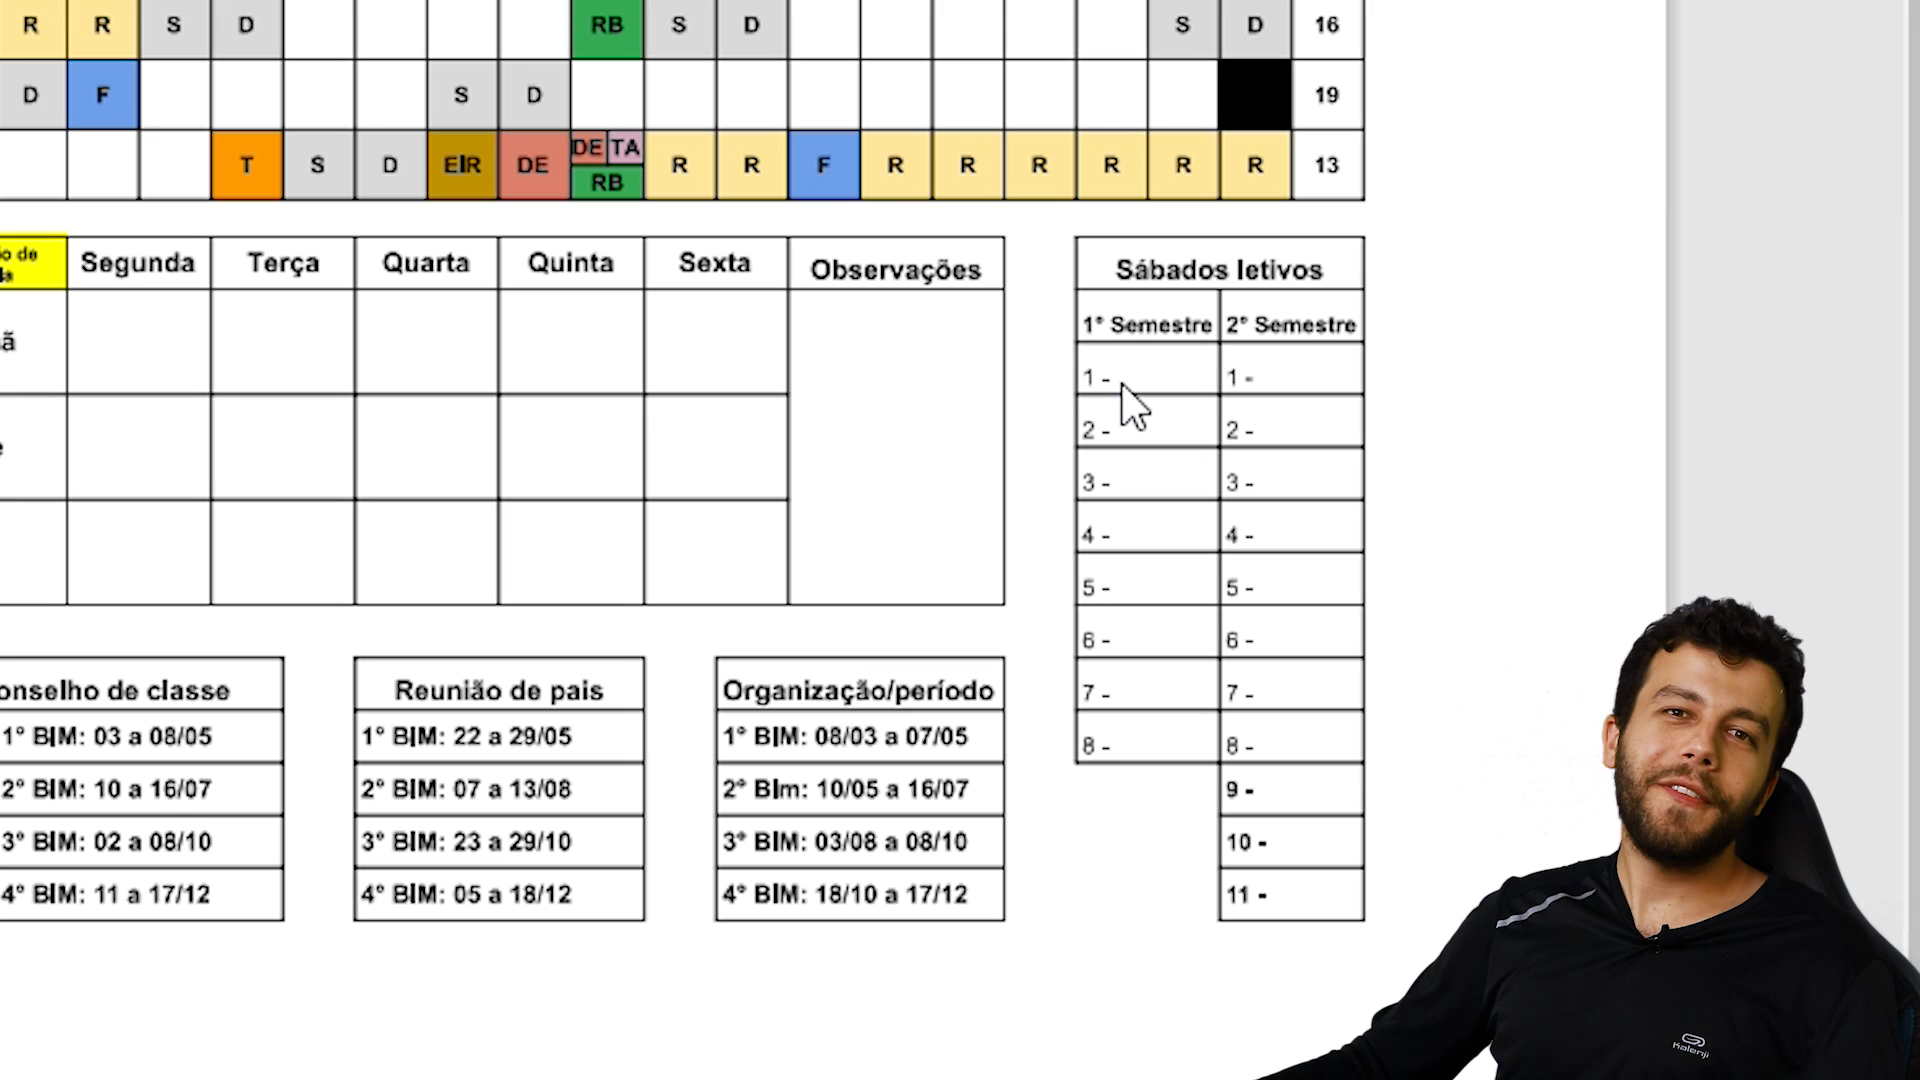 R R S D RB S D S D 16
D F S D 19
T S D EIR DE DE TA RB R R F R R R R R R 13
Segunda Terça Quarta Quinta Sexta Observações
Sábados letivos
1° Semestre 2° Semestre
1 - 1 -
2 - 2 -
3 - 3 -
4 - 4 -
5 - 5 -
6 - 6 -
7 - 7 -
8 - 8 -
9 -
10 -
11 -
onselho de classe
1° BIM: 03 a 08/05
2° BIM: 10 a 16/07
3° BIM: 02 a 08/10
4° BIM: 11 a 17/12
Reunião de pais
1° BIM: 22 a 29/05
2° BIM: 07 a 13/08
3° BIM: 23 a 29/10
4° BIM: 05 a 18/12
Organização/período
1° BIM: 08/03 a 07/05
2° BIm: 10/05 a 16/07
3° BIM: 03/08 a 08/10
4° BIM: 18/10 a 17/12
Kalenji